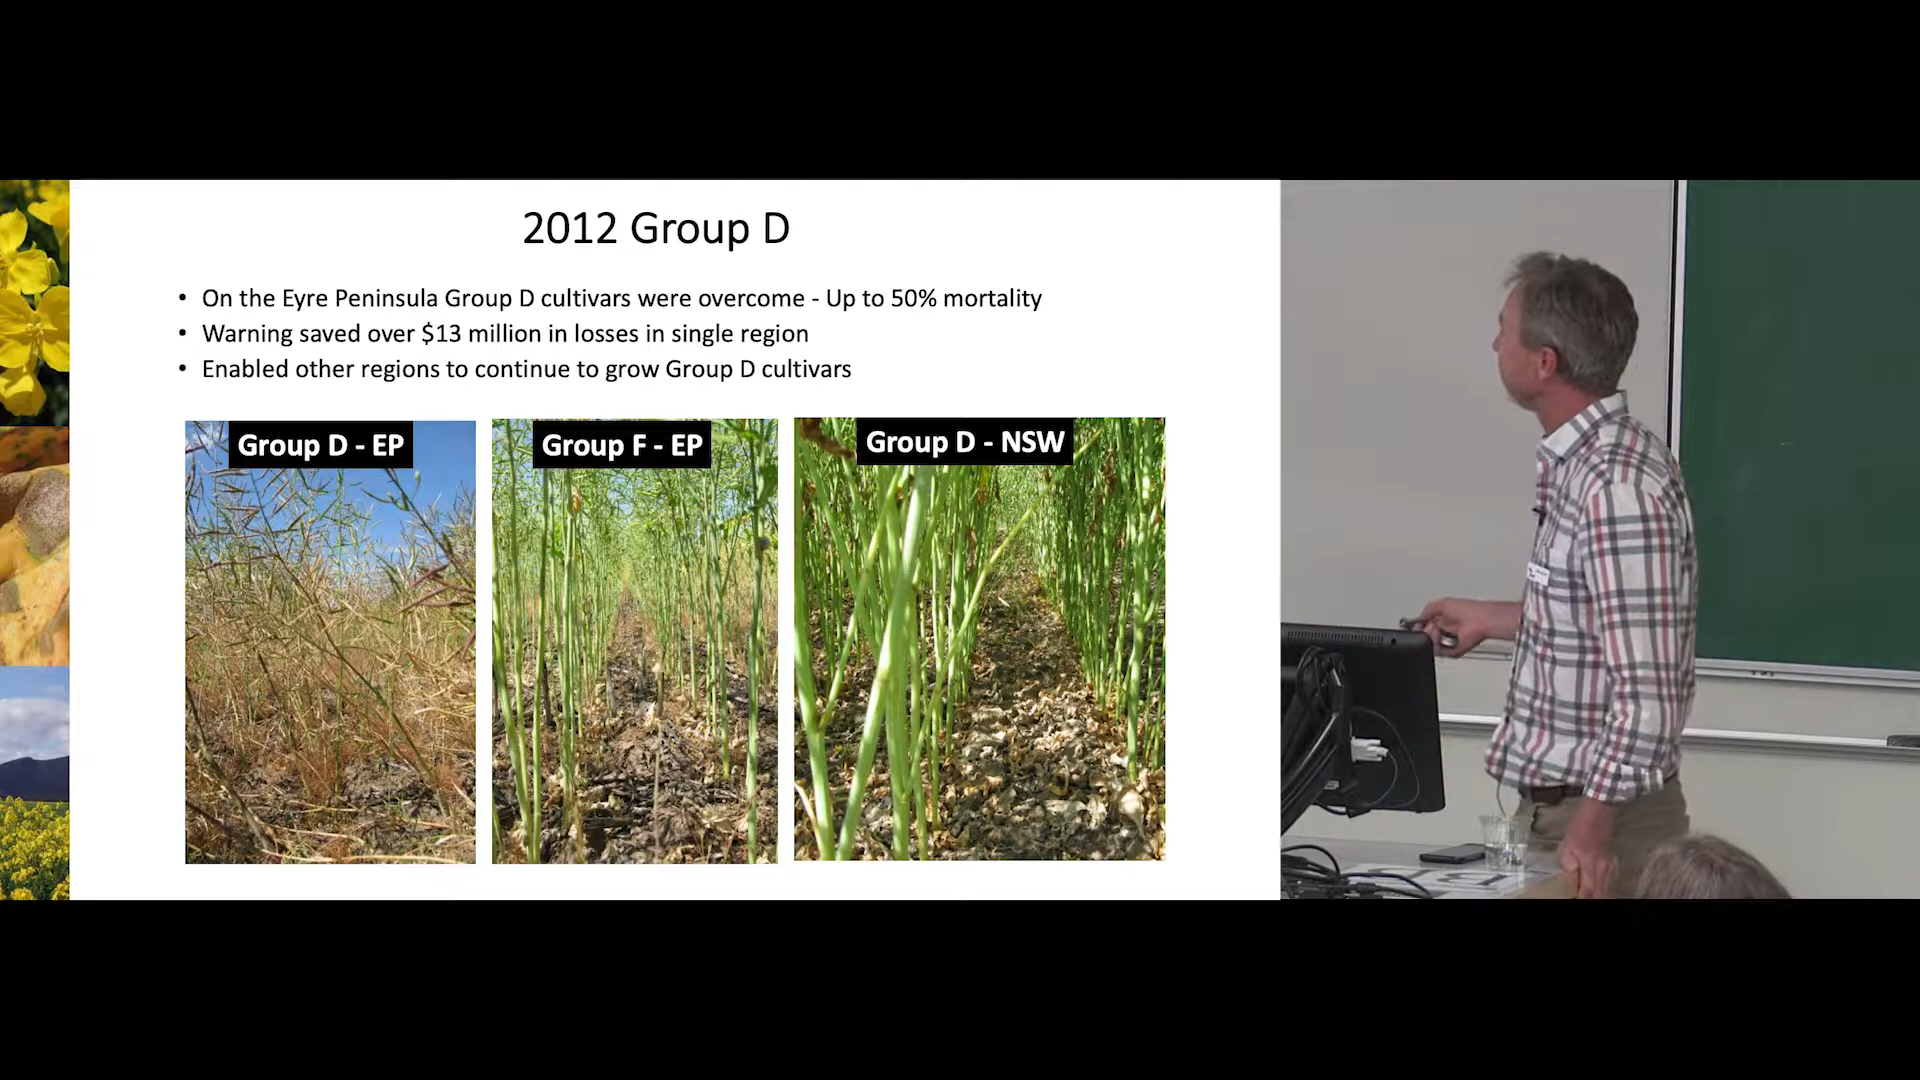 2012 Group D
• On the Eyre Peninsula Group D cultivars were overcome - Up to 50% mortality
• Warning saved over $13 million in losses in single region
• Enabled other regions to continue to grow Group D cultivars
Group D - EP
Group F - EP
Group D - NSW